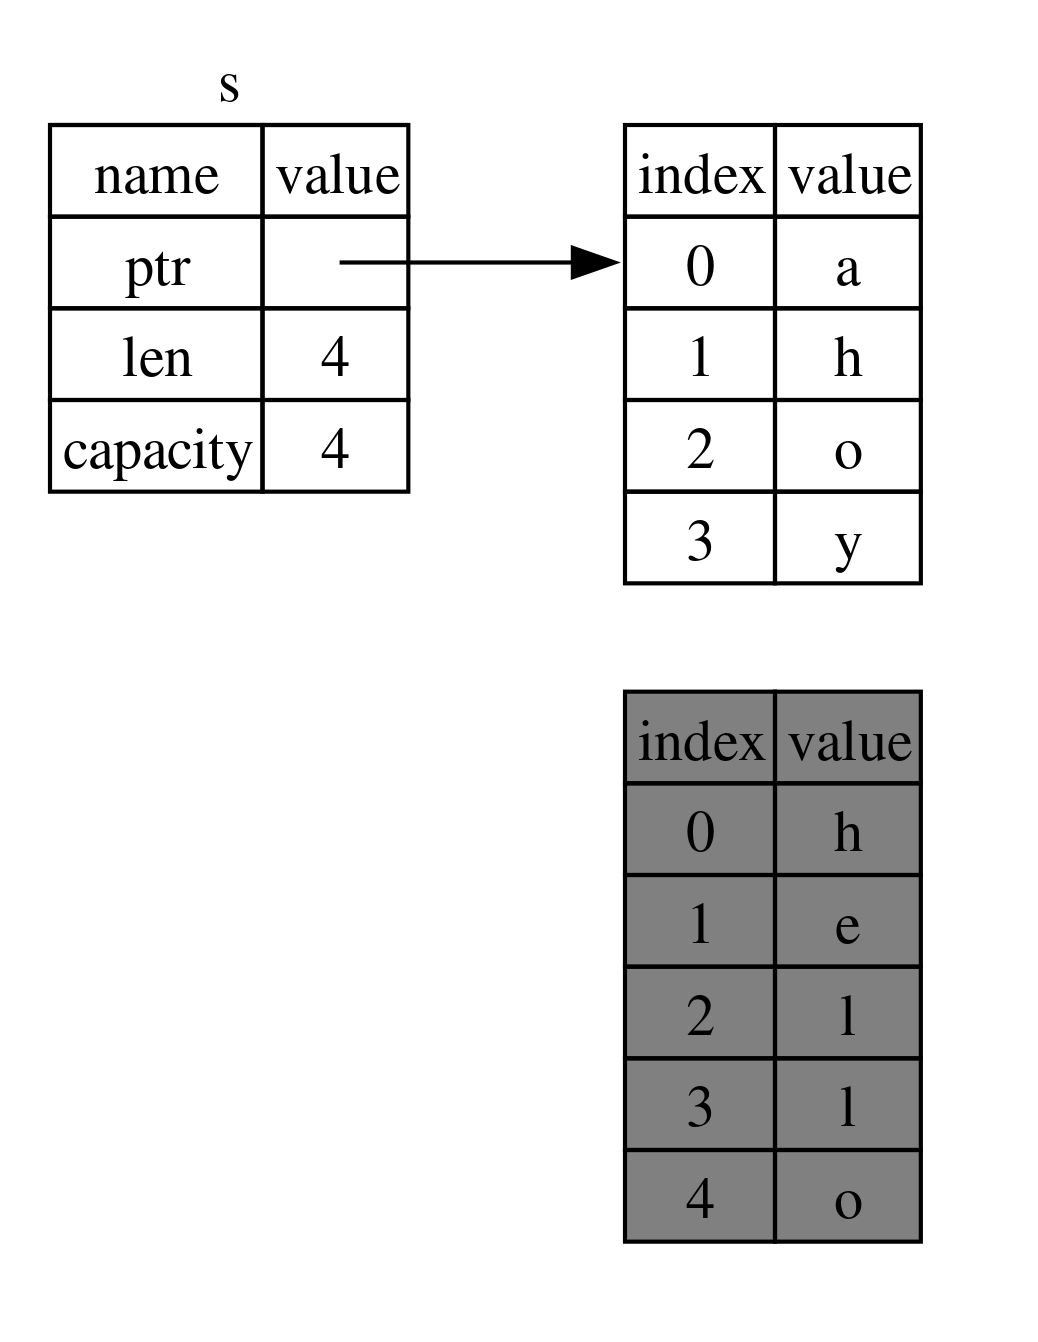 s
name value
ptr
len 4
capacity 4
index value
0 a
1 h
2 o
3 y
index value
0 h
1 e
2 l
3 l
4 o